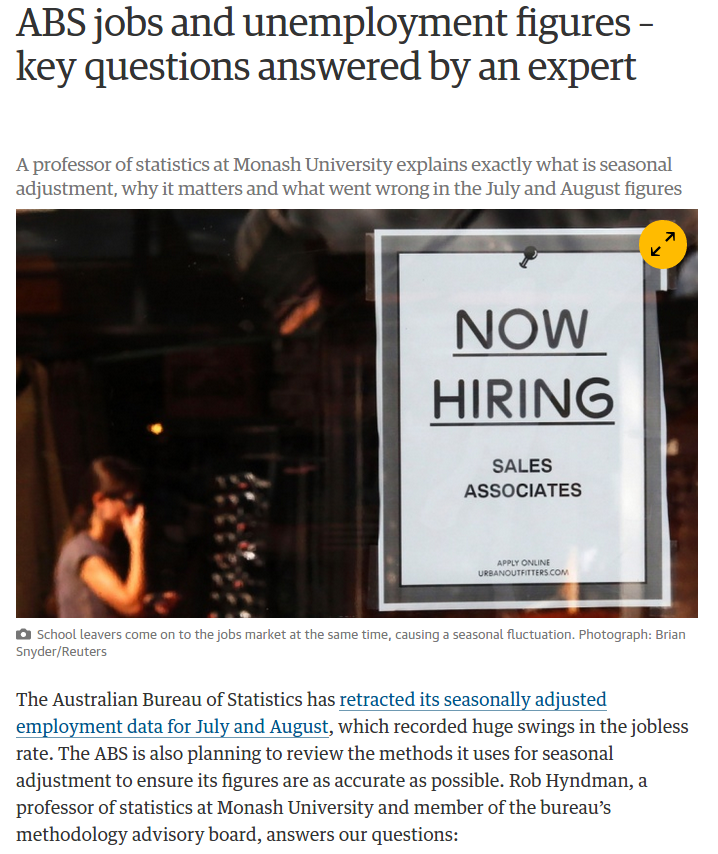 ABS jobs and unemployment figures –
key questions answered by an expert
A professor of statistics at Monash University explains exactly what is seasonal
adjustment, why it matters and what went wrong in the July and August figures
NOW
HIRING
SALES
ASSOCIATES
APPLY ONLINE
URBANOUTFITTERS.COM
School leavers come on to the jobs market at the same time, causing a seasonal fluctuation. Photograph: Brian
Snyder/Reuters
The Australian Bureau of Statistics has retracted its seasonally adjusted
employment data for July and August, which recorded huge swings in the jobless
rate. The ABS is also planning to review the methods it uses for seasonal
adjustment to ensure its figures are as accurate as possible. Rob Hyndman, a
professor of statistics at Monash University and member of the bureau’s
methodology advisory board, answers our questions: